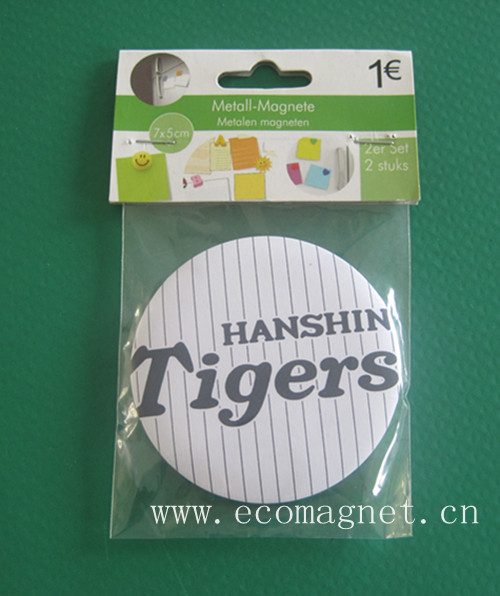 1€
Metall-Magnete
Metalen magneten
7x5cm
2er Set
2 stuks
HANSHIN
Tigers
www.ecomagnet.cn